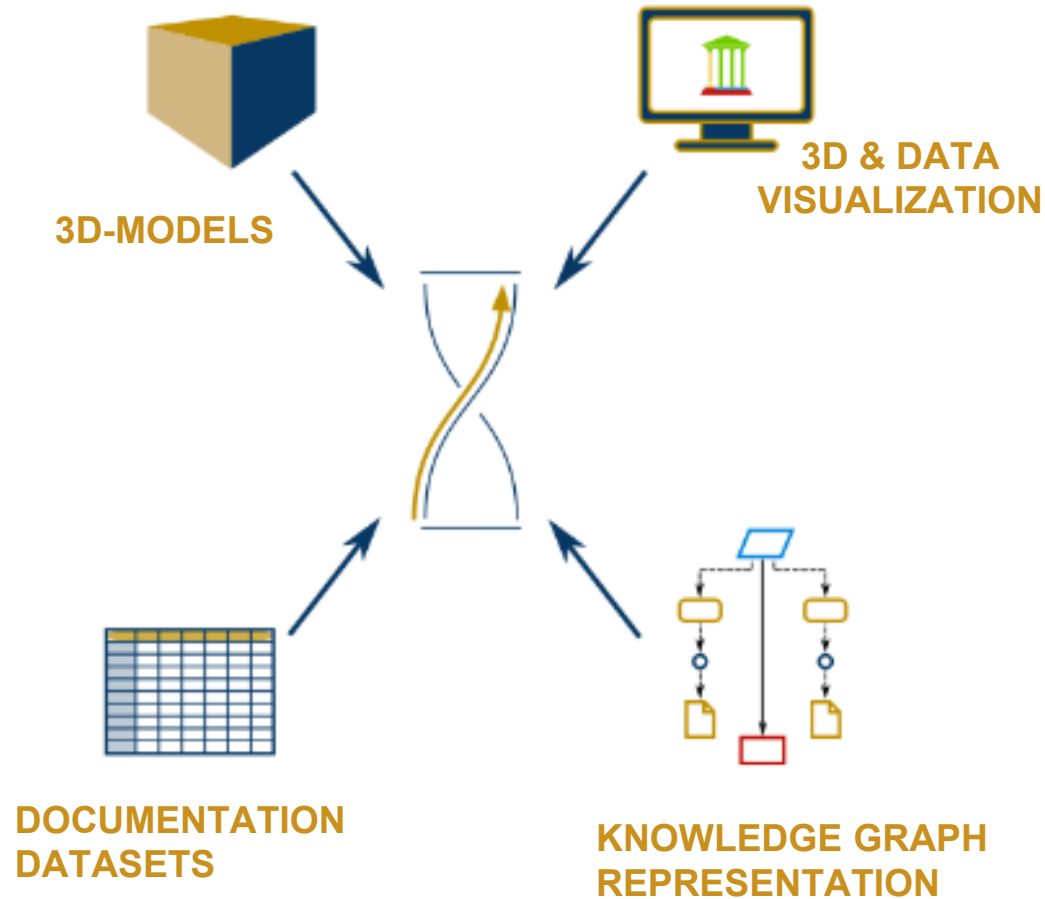 3D-MODELS
3D & DATA
VISUALIZATION
DOCUMENTATION
DATASETS
KNOWLEDGE GRAPH
REPRESENTATION